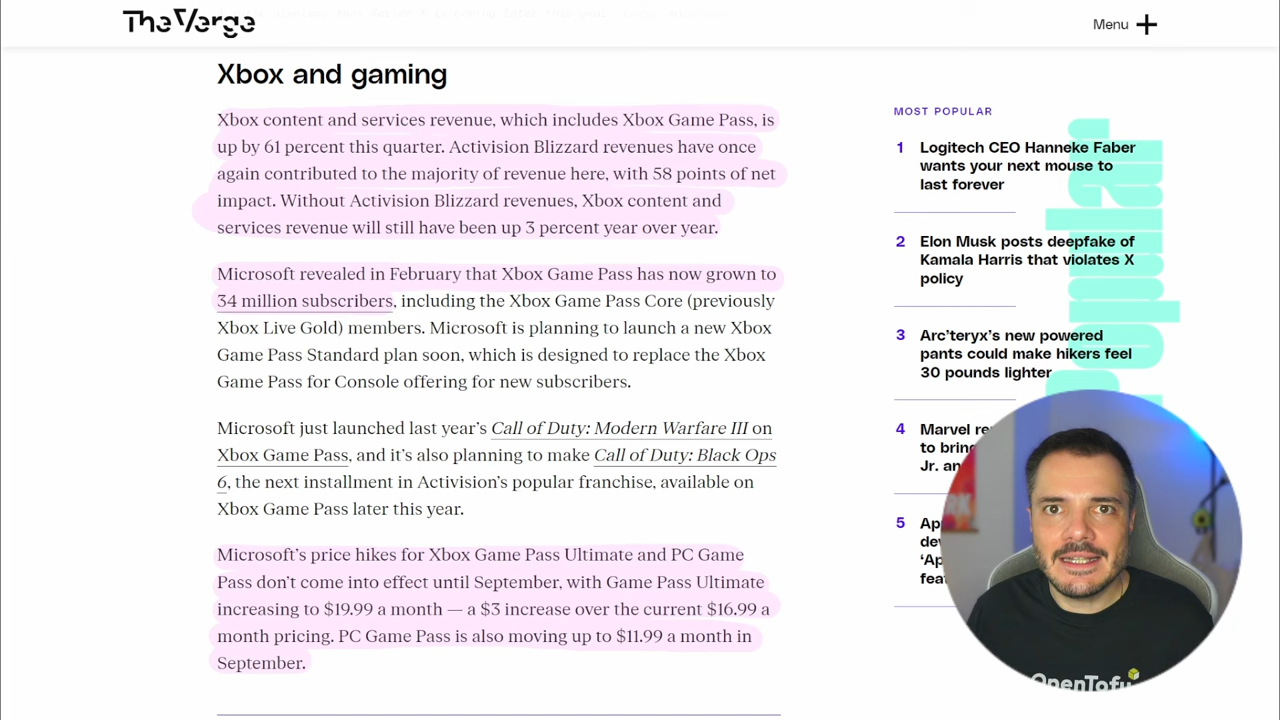 The Verge
Menu
Xbox and gaming
Xbox content and services revenue, which includes Xbox Game Pass, is
up by 61 percent this quarter. Activision Blizzard revenues have once
again contributed to the majority of revenue here, with 58 points of net
impact. Without Activision Blizzard revenues, Xbox content and
services revenue will still have been up 3 percent year over year.
Microsoft revealed in February that Xbox Game Pass has now grown to
34 million subscribers, including the Xbox Game Pass Core (previously
Xbox Live Gold) members. Microsoft is planning to launch a new Xbox
Game Pass Standard plan soon, which is designed to replace the Xbox
Game Pass for Console offering for new subscribers.
Microsoft just launched last year’s Call of Duty: Modern Warfare III on
Xbox Game Pass, and it’s also planning to make Call of Duty: Black Ops
6, the next installment in Activision’s popular franchise, available on
Xbox Game Pass later this year.
Microsoft’s price hikes for Xbox Game Pass Ultimate and PC Game
Pass don’t come into effect until September, with Game Pass Ultimate
increasing to $19.99 a month — a $3 increase over the current $16.99 a
month pricing. PC Game Pass is also moving up to $11.99 a month in
September.
MOST POPULAR
1 Logitech CEO Hanneke Faber
wants your next mouse to
last forever
2 Elon Musk posts deepfake of
Kamala Harris that violates X
policy
3 Arc’teryx’s new powered
pants could make hikers feel
30 pounds lighter
4 Marvel
to
Jr.
5
OpenTofu